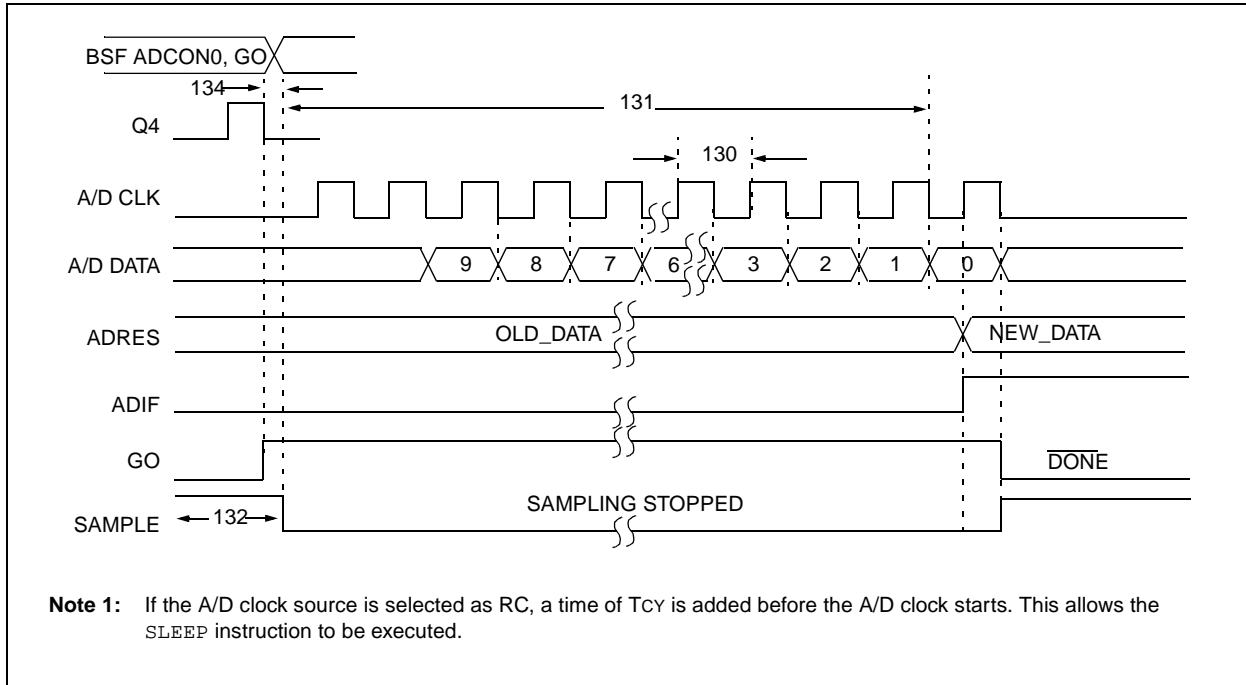 BSF ADCON0, GO
134
131
Q4
130
A/D CLK
A/D DATA
9 8 7 6 3 2 1 0
ADRES
OLD_DATA
NEW_DATA
ADIF
GO
DONE
SAMPLING STOPPED
SAMPLE
132
Note 1: If the A/D clock source is selected as RC, a time of TCY is added before the A/D clock starts. This allows the
SLEEP instruction to be executed.